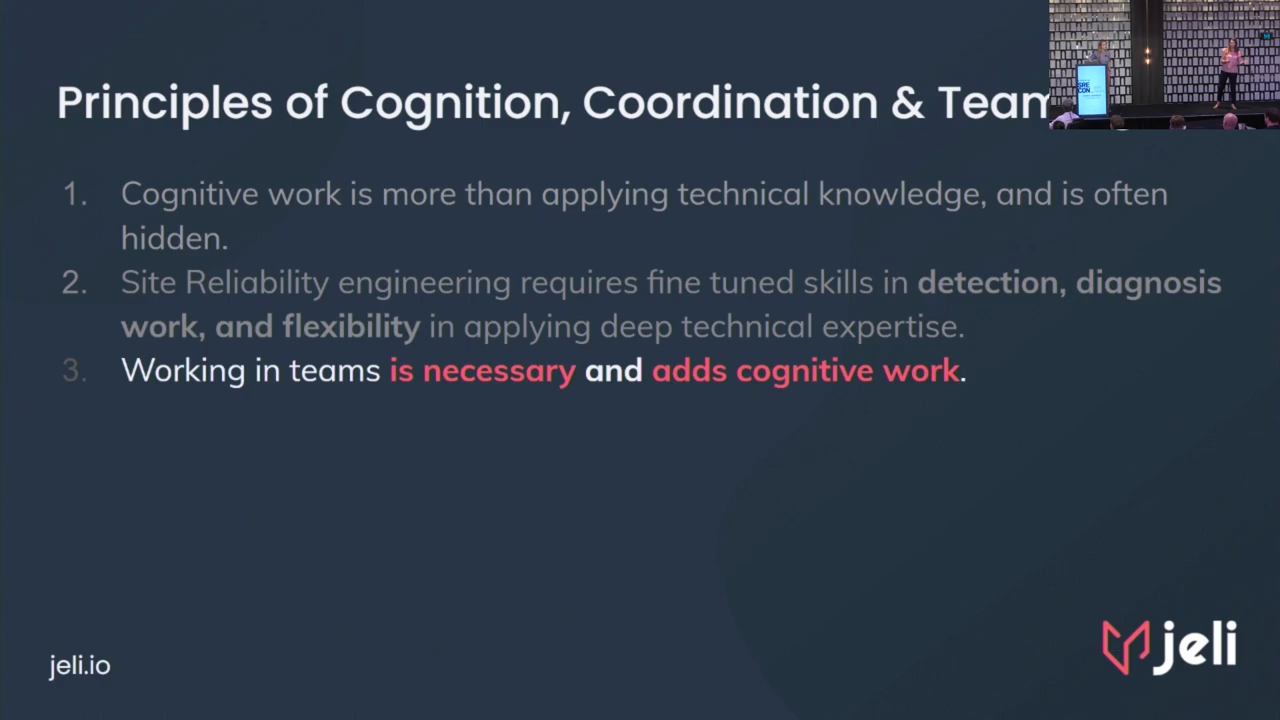 Principles of Cognition, Coordination & Team
1. Cognitive work is more than applying technical knowledge, and is often
hidden.
2. Site Reliability engineering requires fine tuned skills in detection, diagnosis
work, and flexibility in applying deep technical expertise.
3. Working in teams is necessary and adds cognitive work.
jeli.io
jeli
SRE
CON